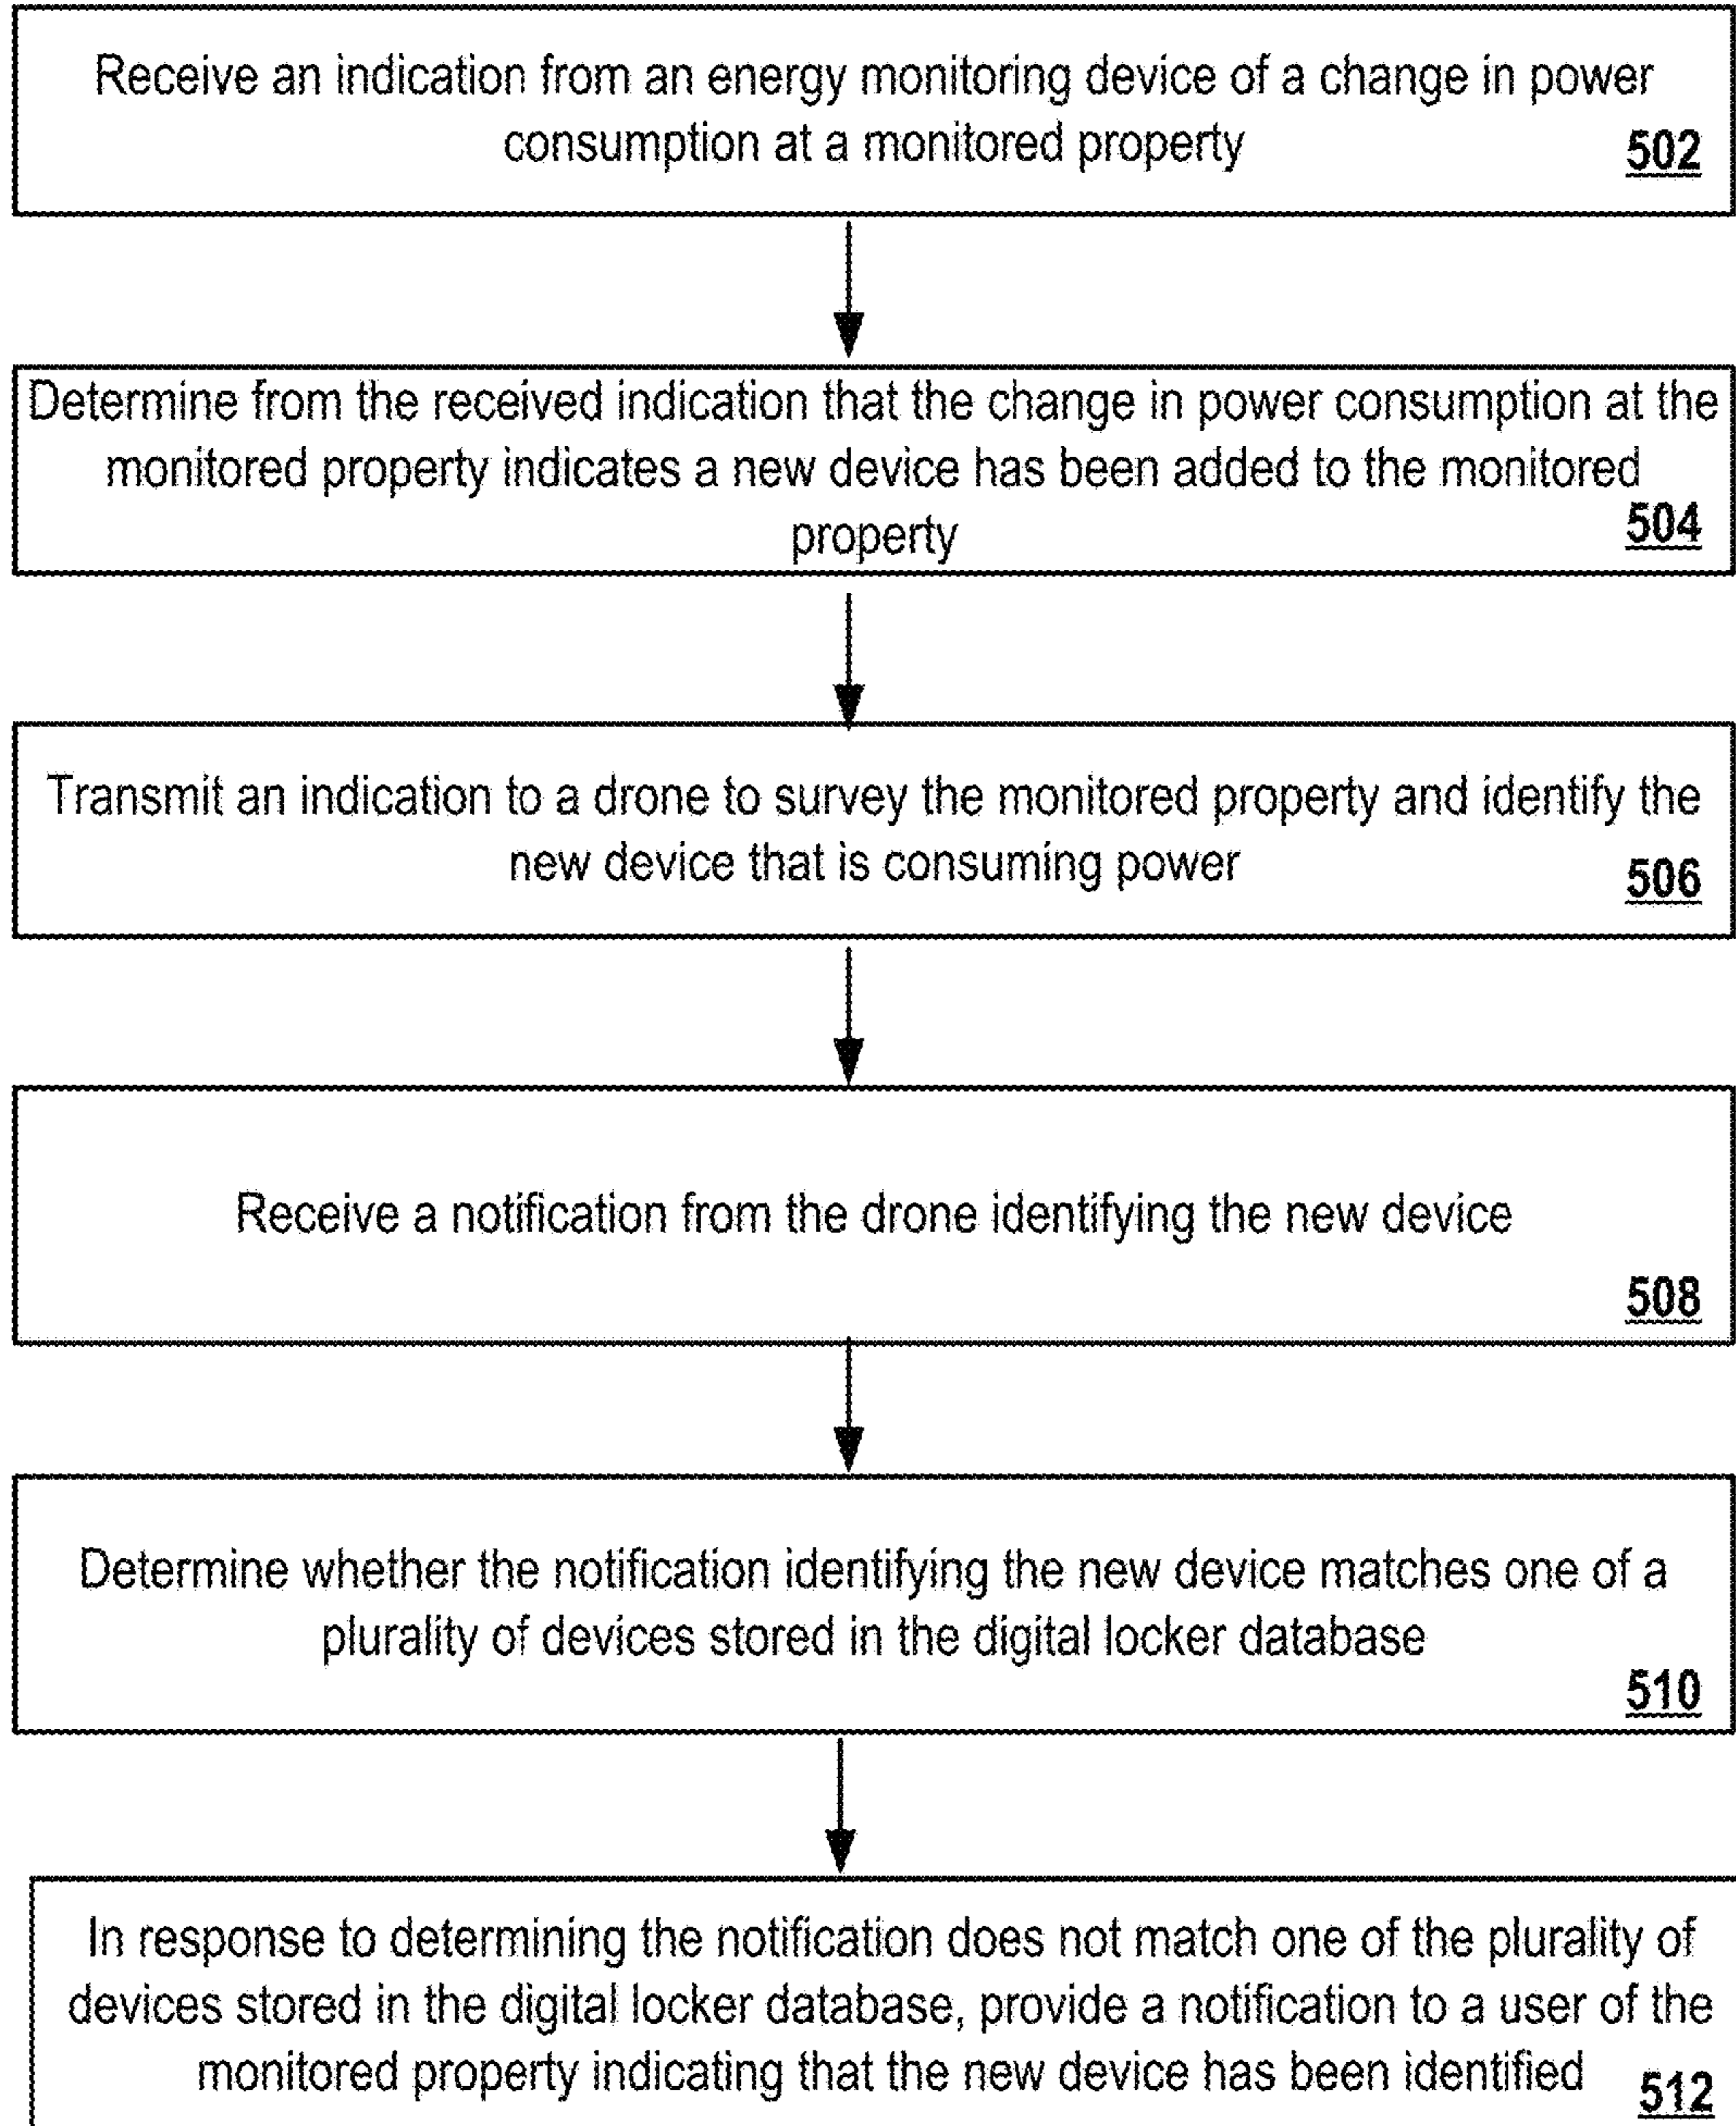 Receive an indication from an energy monitoring device of a change in power
consumption at a monitored property
502
Determine from the received indication that the change in power consumption at the
monitored property indicates a new device has been added to the monitored
property
504
Transmit an indication to a drone to survey the monitored property and identify the
new device that is consuming power
506
Receive a notification from the drone identifying the new device
508
Determine whether the notification identifying the new device matches one of a
plurality of devices stored in the digital locker database
510
In response to determining the notification does not match one of the plurality of
devices stored in the digital locker database, provide a notification to a user of the
monitored property indicating that the new device has been identified
512